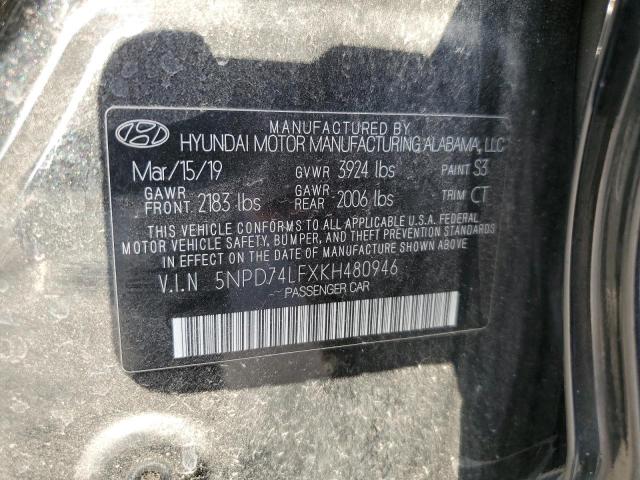 MANUFACTURED BY
HYUNDAI MOTOR MANUFACTURING ALABAMA, LLC
Mar/15/19 GVWR 3924 lbs PAINT S3
GAWR FRONT 2183 lbs GAWR REAR 2006 lbs TRIM CT
THIS VEHICLE CONFORMS TO ALL APPLICABLE U.S.A. FEDERAL
MOTOR VEHICLE SAFETY, BUMPER, AND THEFT PREVENTION STANDARDS
IN EFFECT ON THE DATE OF MANUFACTURE SHOWN ABOVE.
V.I.N 5NPD74LFXKH480946
PASSENGER CAR